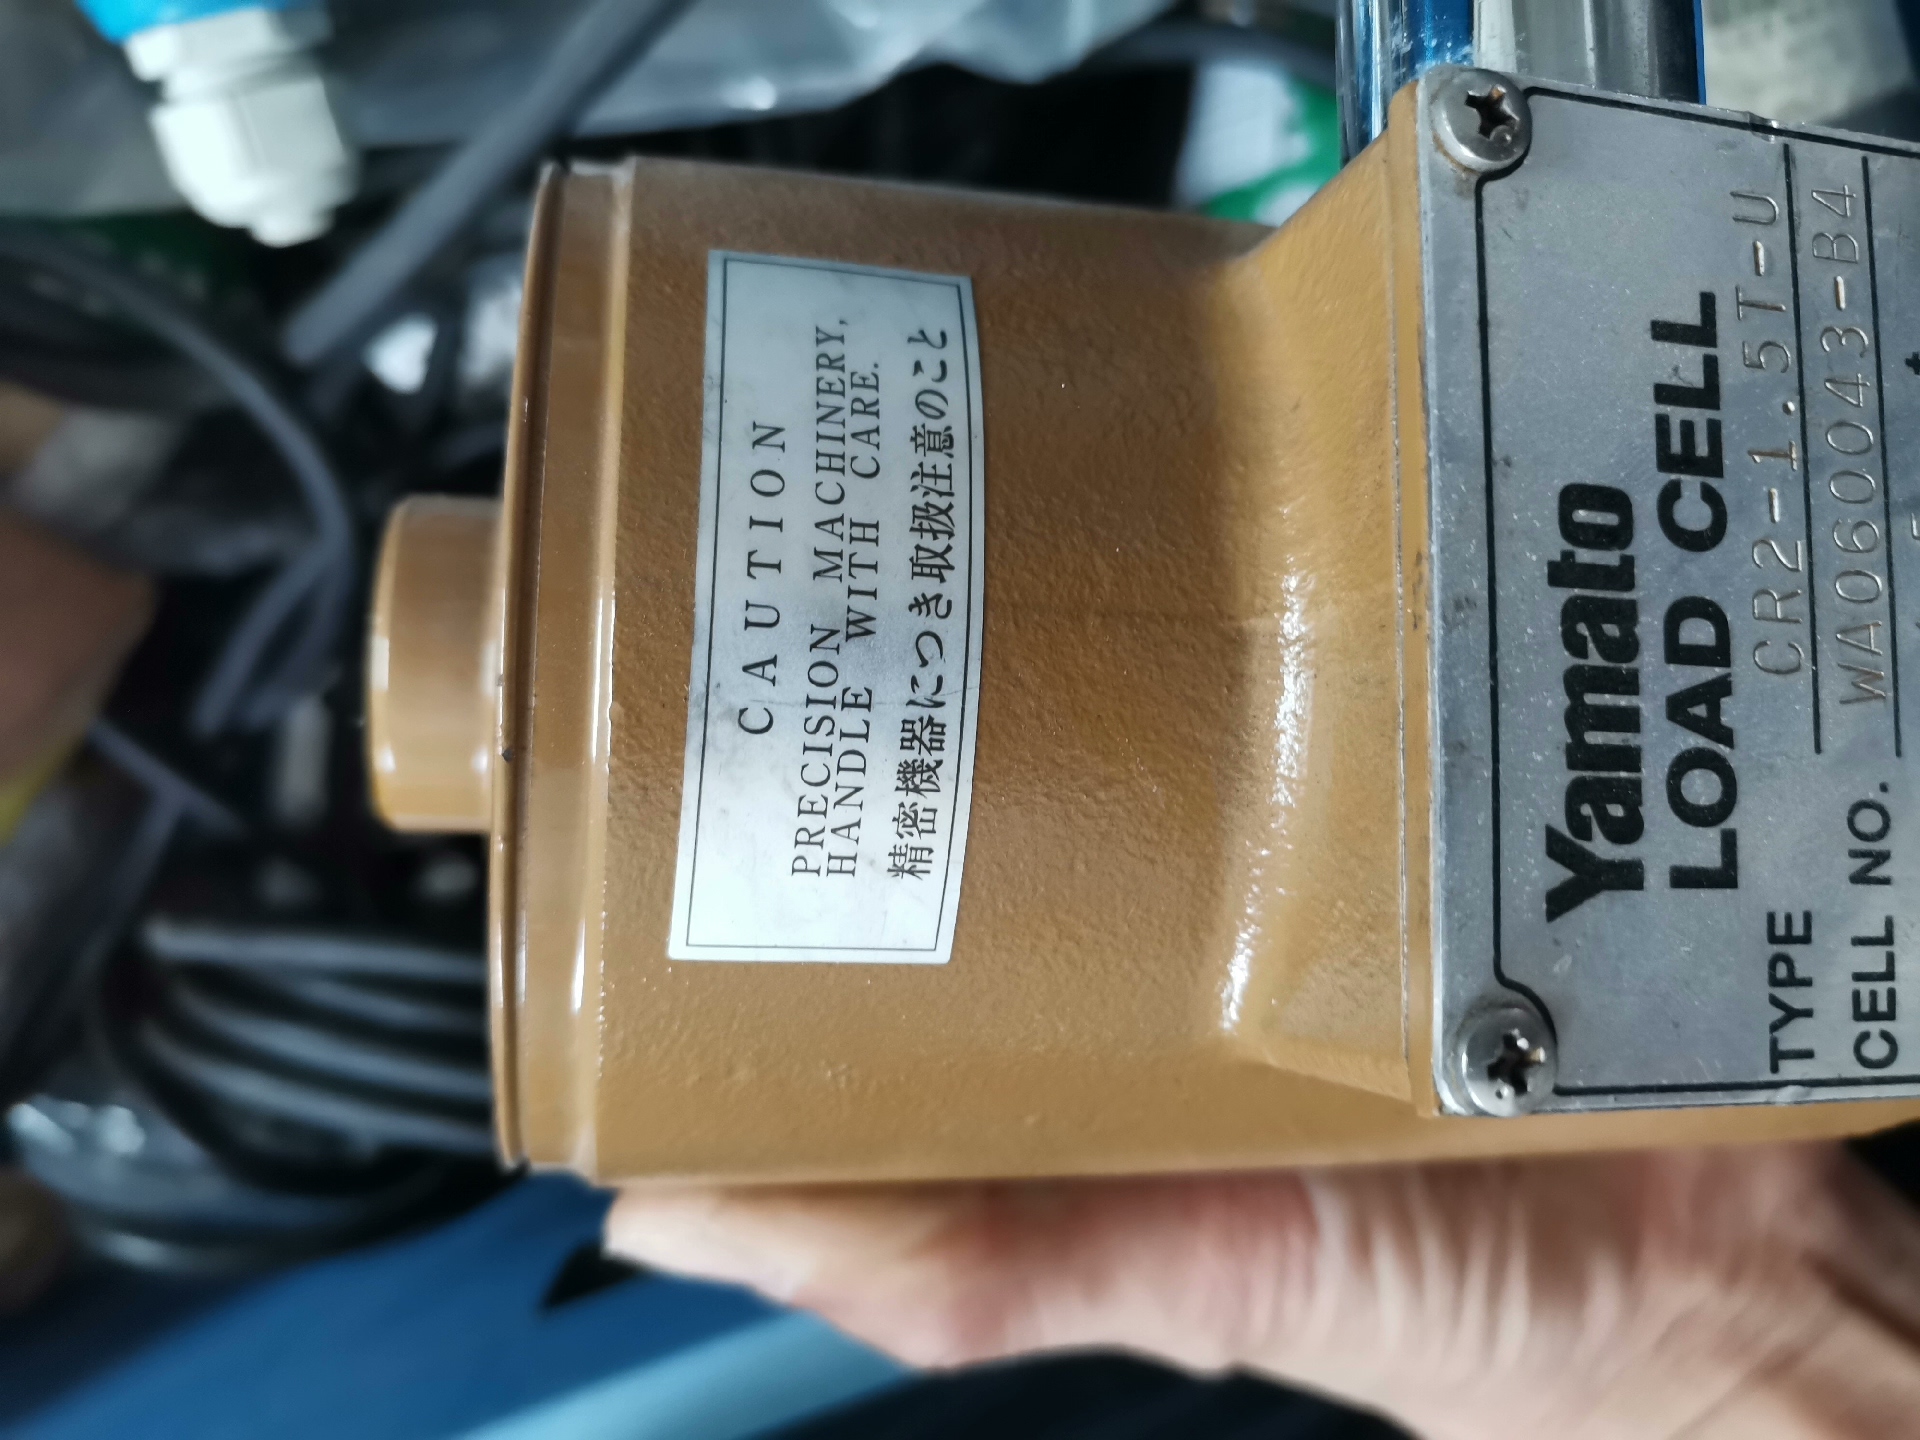 CAUTION
PRECISION MACHINERY,
HANDLE WITH CARE.
精密機器につき取扱注意のこと
Yamato
LOAD CELL
TYPE CR2-1.5T-U
CELL NO. WA060043-B4